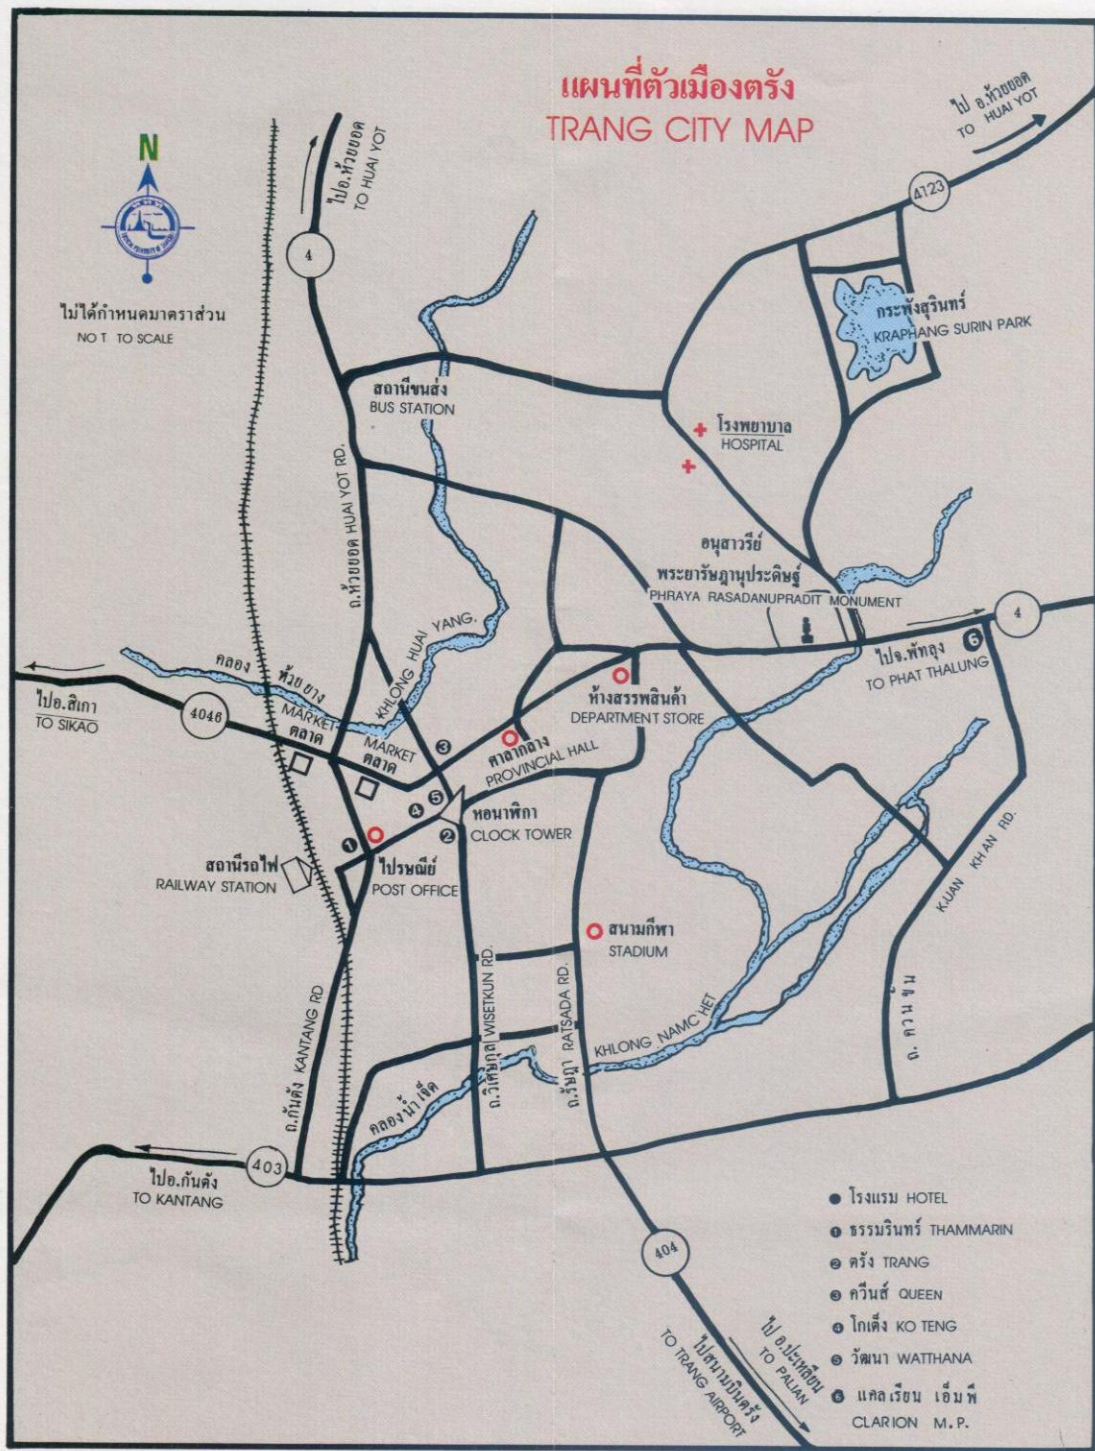 แผนที่ตัวเมืองตรัง
TRANG CITY MAP
N
ไม่ได้กำหนดมาตราส่วน
NOT TO SCALE
ไปอ.ห้วยยอด
TO HUAI YOT
4
ไป อ.ห้วยยอด
TO HUAI YOT
4123
กระพังสุรินทร์
KRAPHANG SURIN PARK
สถานีขนส่ง
BUS STATION
โรงพยาบาล
HOSPITAL
ถ.ห้วยยอด HUAI YOT RD.
อนุสาวรีย์
พระยารัษฎานุประดิษฐ์
PHRAYA RASADANUPRADIT MONUMENT
4
6
ไปจ.พัทลุง
TO PHAT THALUNG
คลอง ห้วยยาง
KHLONG HUAI YANG.
ไปอ.สิเกา
TO SIKAO
4046
MARKET
ตลาด
MARKET
ตลาด
3
ห้างสรรพสินค้า
DEPARTMENT STORE
ศาลากลาง
PROVINCIAL HALL
5
4
2
1
หอนาฬิกา
CLOCK TOWER
สถานีรถไฟ
RAILWAY STATION
ไปรษณีย์
POST OFFICE
KUAN KHAN RD.
ถ. ควนขัน
สนามกีฬา
STADIUM
ถ.กันตัง KANTANG RD
ถ.วิเศษกุล WISETKUN RD.
ถ.รัษฎา RATSADA RD.
KHLONG NAMCHET
คลองน้ำเจ็ด
403
ไปอ.กันตัง
TO KANTANG
404
ไป อ.ปะเหลียน
TO PALIAN
ไปสนามบินตรัง
TO TRANG AIRPORT
● โรงแรม HOTEL
1 ธรรมรินทร์ THAMMARIN
2 ตรัง TRANG
3 ควีนส์ QUEEN
4 โกเต็ง KO TENG
5 วัฒนา WATTHANA
6 แคลเรียน เอ็มพี
CLARION M.P.